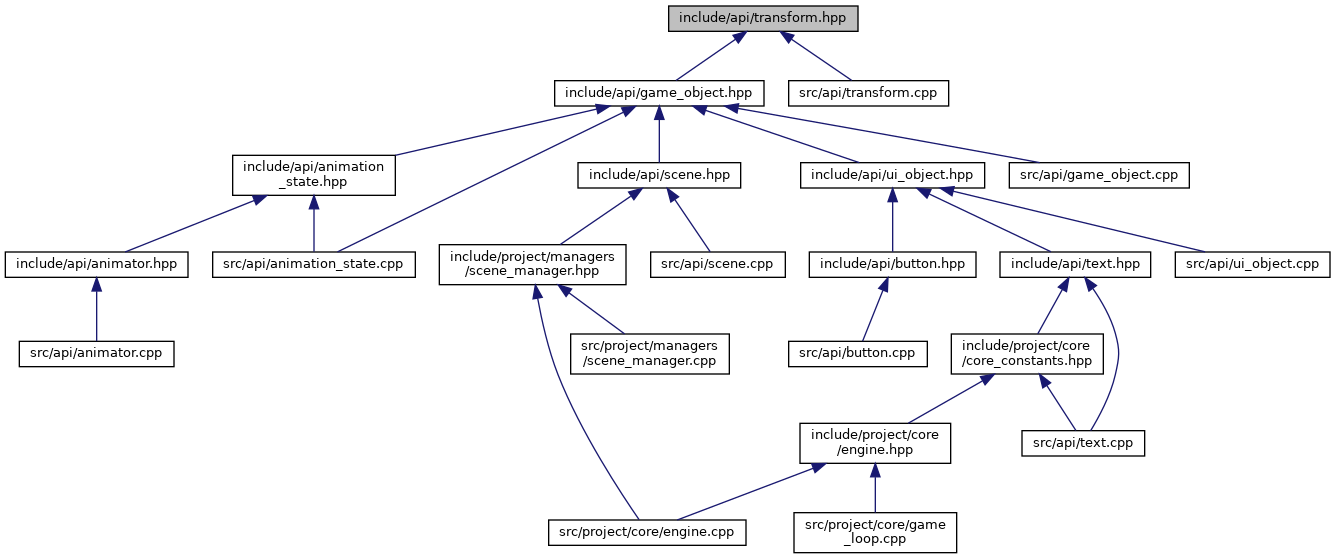 include/api/transform.hpp
include/api/game_object.hpp
src/api/transform.cpp
include/api/animation
_state.hpp
include/api/scene.hpp
include/api/ui_object.hpp
src/api/game_object.cpp
include/api/animator.hpp
src/api/animation_state.cpp
include/project/managers
/scene_manager.hpp
src/api/scene.cpp
include/api/button.hpp
include/api/text.hpp
src/api/ui_object.cpp
src/api/animator.cpp
src/project/managers
/scene_manager.cpp
src/api/button.cpp
include/project/core
/core_constants.hpp
include/project/core
/engine.hpp
src/api/text.cpp
src/project/core/engine.cpp
src/project/core/game
_loop.cpp